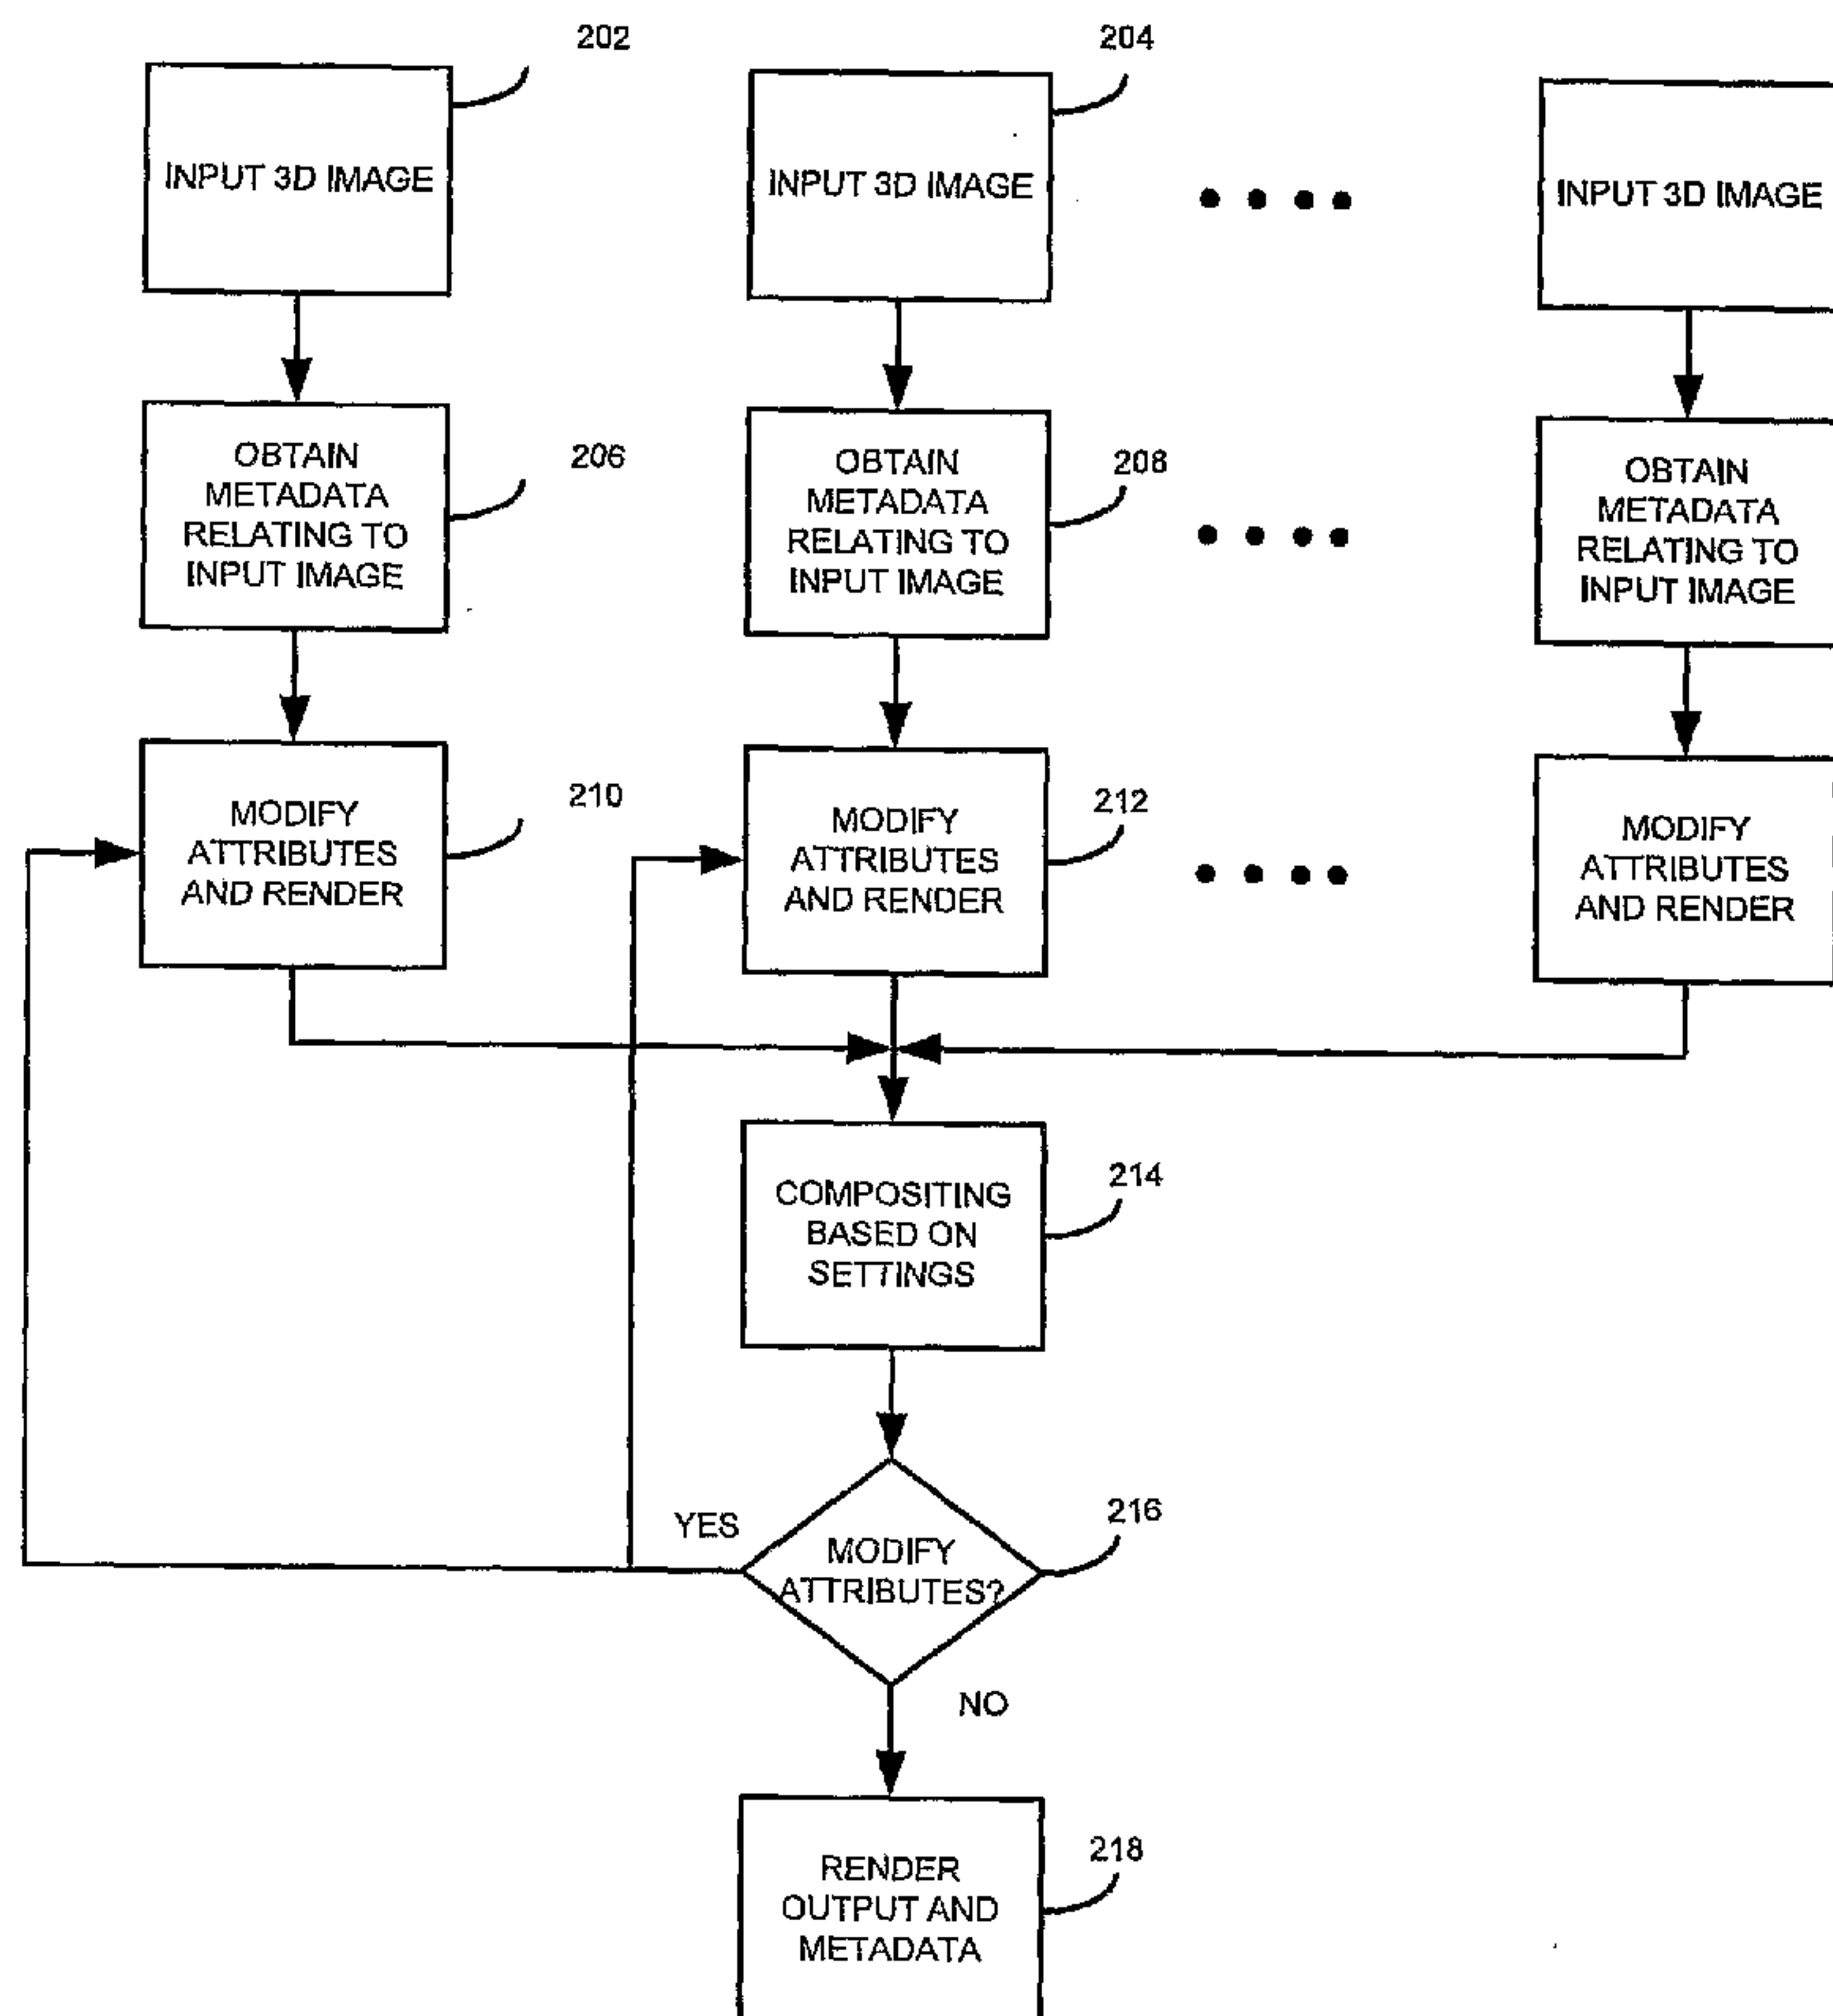 202
204
INPUT 3D IMAGE
INPUT 3D IMAGE
INPUT 3D IMAGE
206
208
OBTAIN
METADATA
RELATING TO
INPUT IMAGE
OBTAIN
METADATA
RELATING TO
INPUT IMAGE
OBTAIN
METADATA
RELATING TO
INPUT IMAGE
210
212
MODIFY
ATTRIBUTES
AND RENDER
MODIFY
ATTRIBUTES
AND RENDER
MODIFY
ATTRIBUTES
AND RENDER
214
COMPOSITING
BASED ON
SETTINGS
216
YES
MODIFY
ATTRIBUTES?
NO
218
RENDER
OUTPUT AND
METADATA